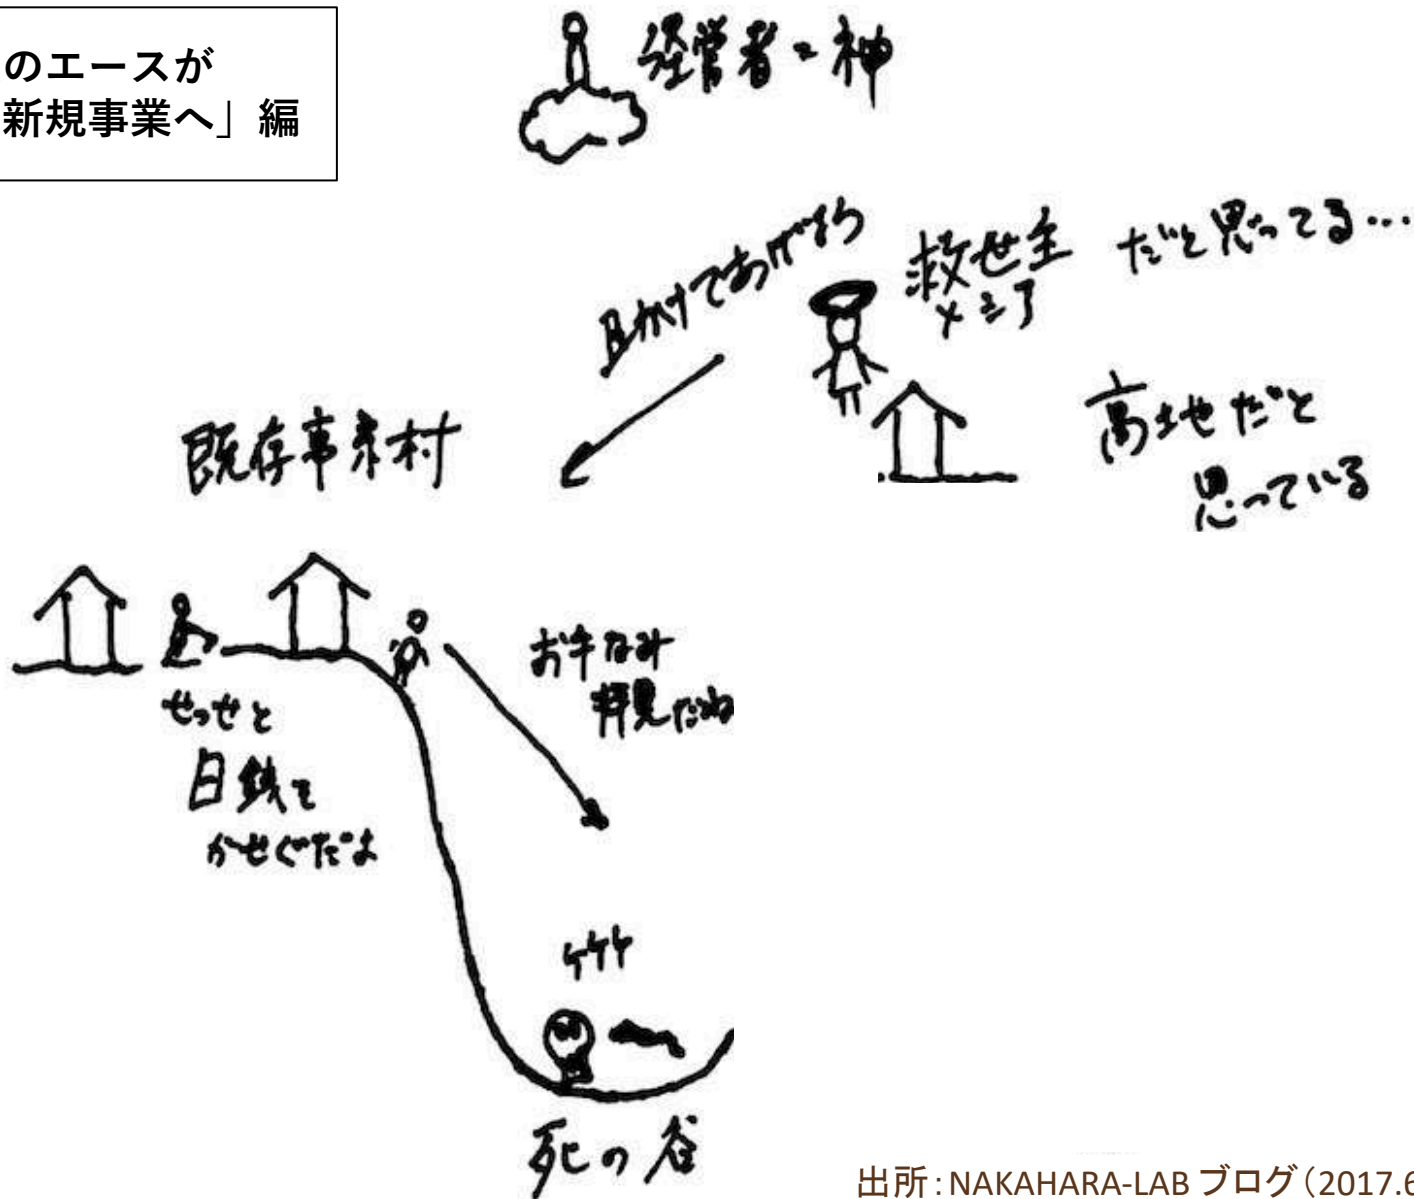 のエースが
新規事業へ」編
経営者=神
助けてあげよう
救世主 だと思ってる…
メシア
高地だと
思っている
既存事業村
お手なみ
拝見だね
せっせと
日銭を
かせぐだよ
ケケケ
死の谷
出所:NAKAHARA-LAB ブログ(2017.6